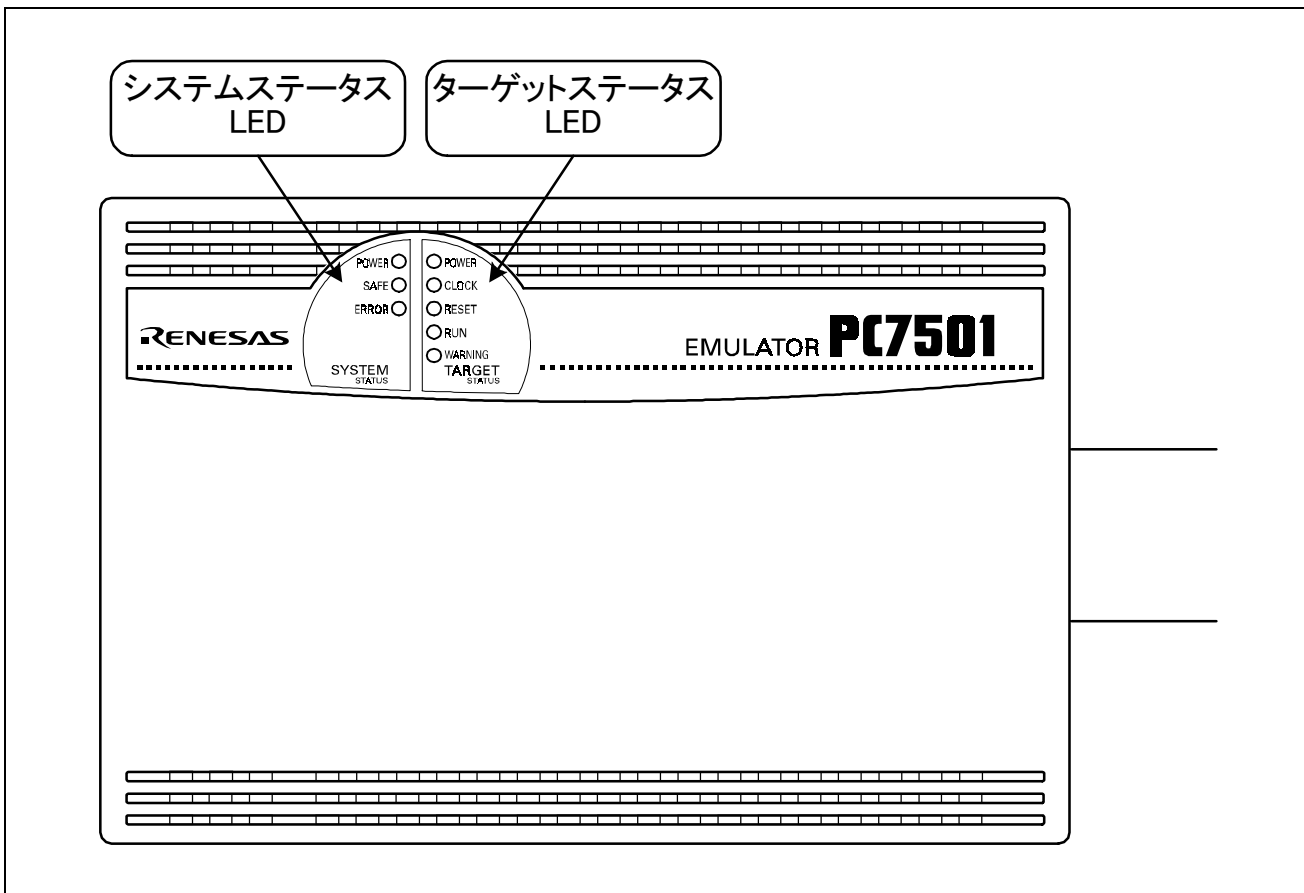 システムステータス
LED
ターゲットステータス
LED
POWER
SAFE
ERROR
SYSTEM
STATUS
POWER
CLOCK
RESET
RUN
WARNING
TARGET
STATUS
RENESAS
EMULATOR PC7501